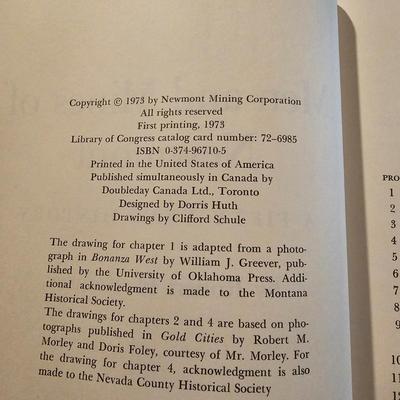 Copyright © 1973 by Newmont Mining Corporation
All rights reserved
First printing, 1973
Library of Congress catalog card number: 72-6985
ISBN 0-374-96710-5
Printed in the United States of America
Published simultaneously in Canada by
Doubleday Canada Ltd., Toronto
Designed by Dorris Huth
Drawings by Clifford Schule
The drawing for chapter 1 is adapted from a photo-
graph in Bonanza West by William J. Greever, pub-
lished by the University of Oklahoma Press. Addi-
tional acknowledgment is made to the Montana
Historical Society.
The drawings for chapters 2 and 4 are based on pho-
tographs published in Gold Cities by Robert M.
Morley and Doris Foley, courtesy of Mr. Morley. For
the drawing for chapter 4, acknowledgment is also
made to the Nevada County Historical Society
PRO
1
2
3
4
5
6
7
8
9
10
11
12